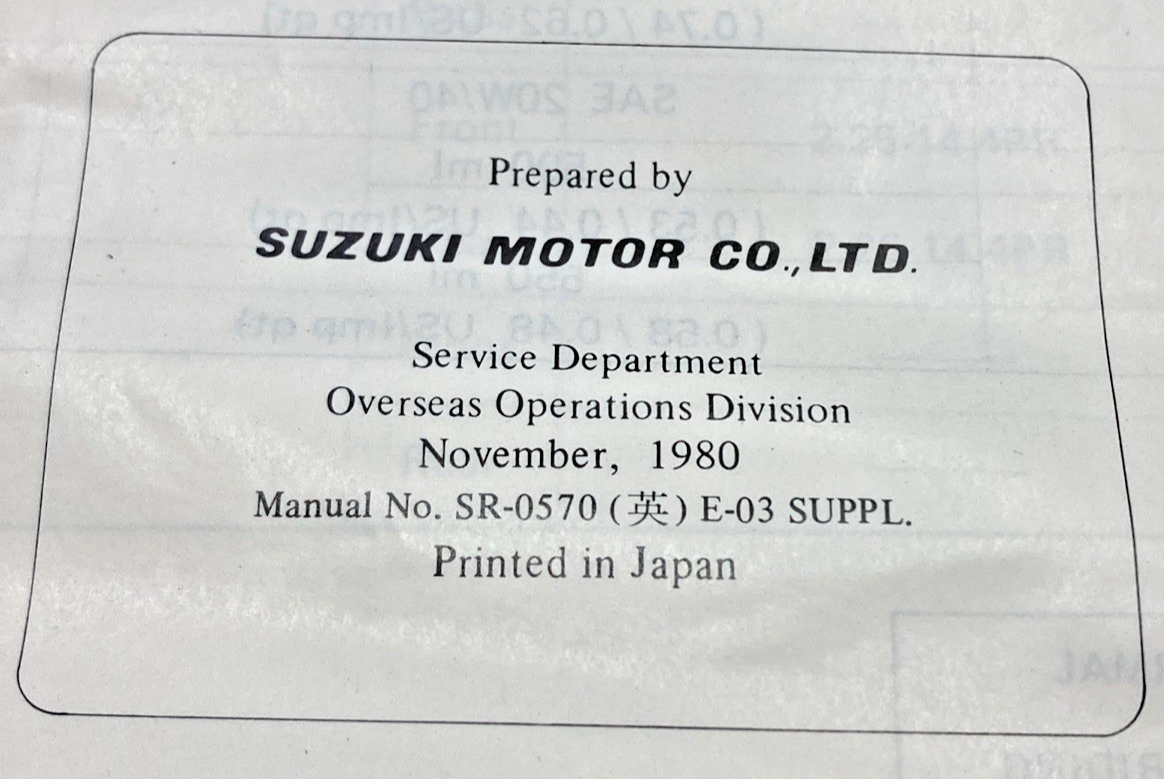 Prepared by
SUZUKI MOTOR CO., LTD.
Service Department
Overseas Operations Division
November, 1980
Manual No. SR-0570 (英) E-03 SUPPL.
Printed in Japan